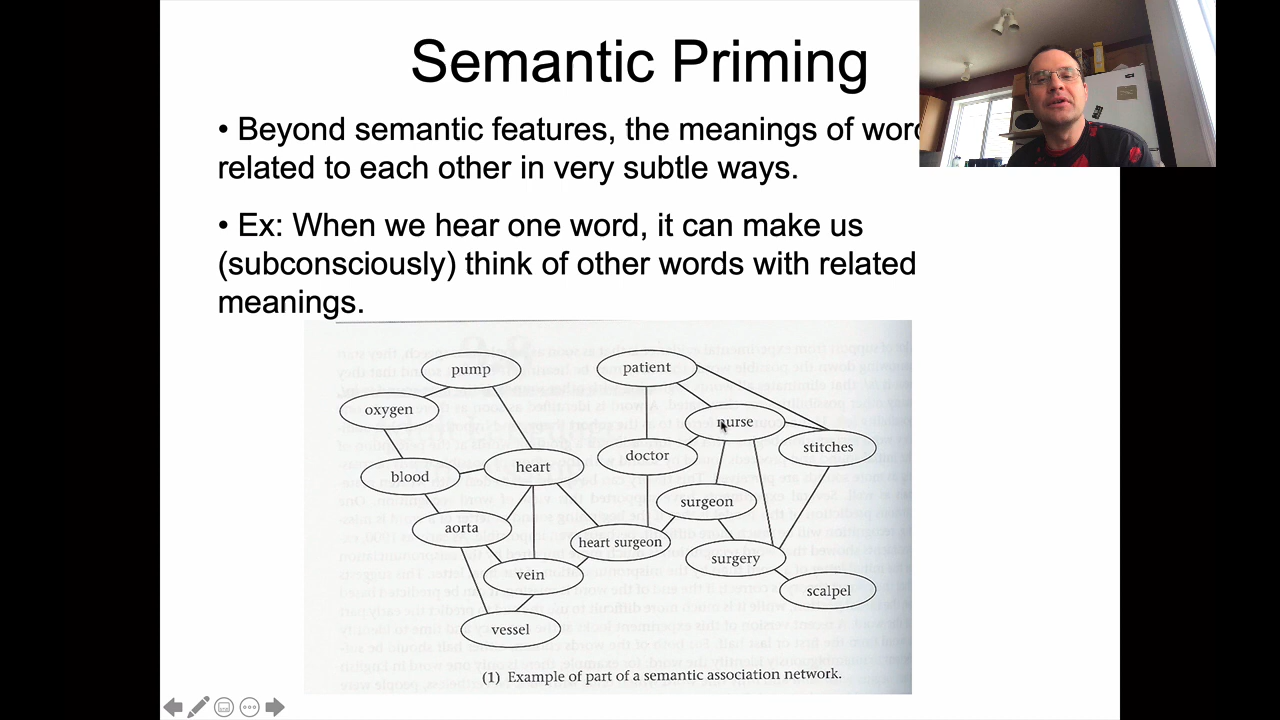 Semantic Priming
• Beyond semantic features, the meanings of
related to each other in very subtle ways.
• Ex: When we hear one word, it can make us
(subconsciously) think of other words with related
meanings.
pump
patient
oxygen
nurse
stitches
doctor
heart
blood
surgeon
aorta
heart surgeon
surgery
vein
scalpel
vessel
(1) Example of part of a semantic association network.